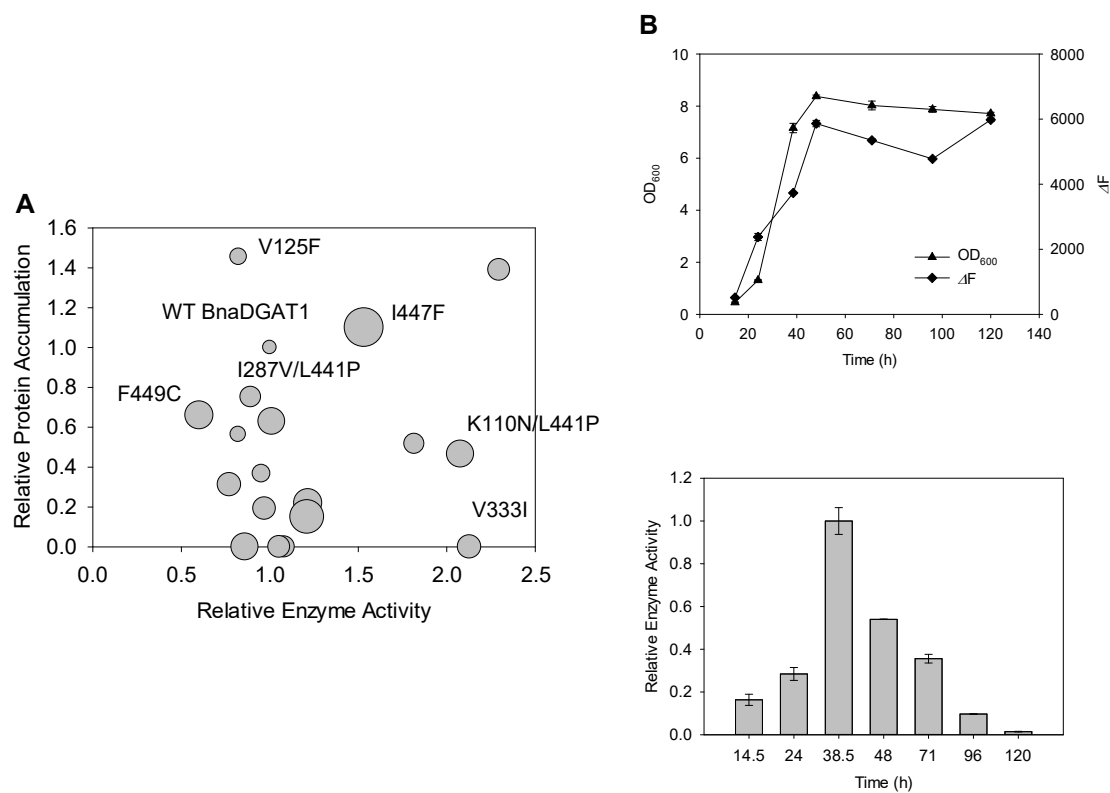 A
Relative Protein Accumulation
1.6
1.4
1.2
1.0
0.8
0.6
0.4
0.2
0.0
V125F
WT BnaDGAT1
I447F
I287V/L441P
F449C
K110N/L441P
V333I
0.0 0.5 1.0 1.5 2.0 2.5
Relative Enzyme Activity
B
OD600
10
8
6
4
2
0
8000
6000
4000
2000
0
ΔF
OD600
ΔF
0 20 40 60 80 100 120 140
Time (h)
Relative Enzyme Activity
1.2
1.0
0.8
0.6
0.4
0.2
0.0
14.5 24 38.5 48 71 96 120
Time (h)